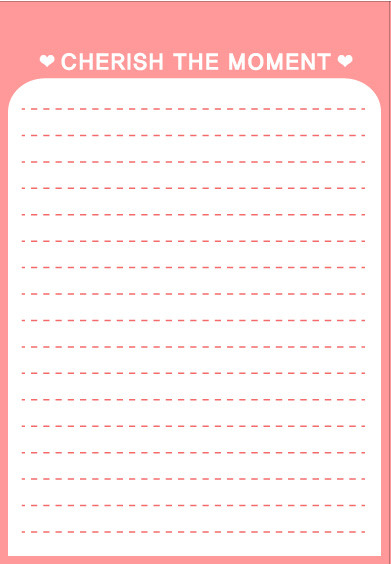 ❤ CHERISH THE MOMENT ❤